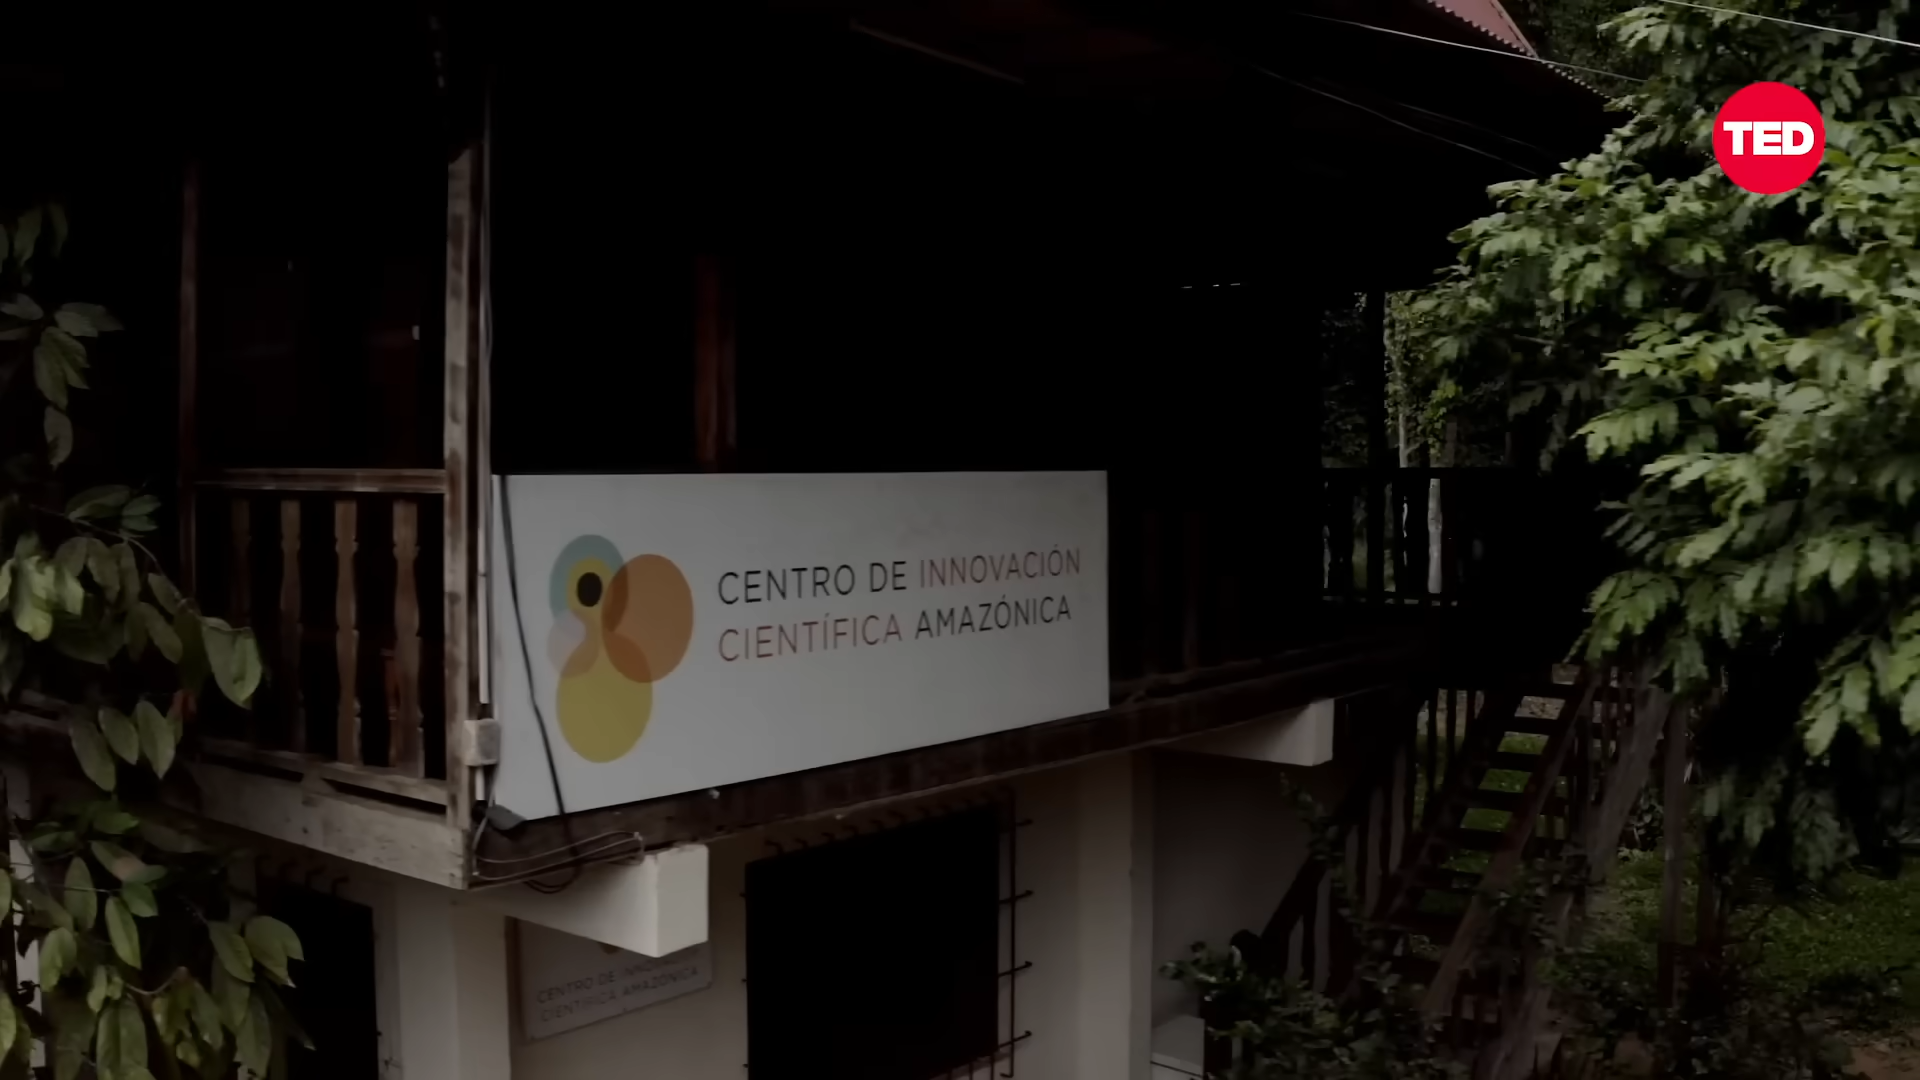 TED
CENTRO DE INNOVACIÓN
CIENTÍFICA AMAZÓNICA
CENTRO DE INNOVACIÓN
CIENTÍFICA AMAZÓNICA